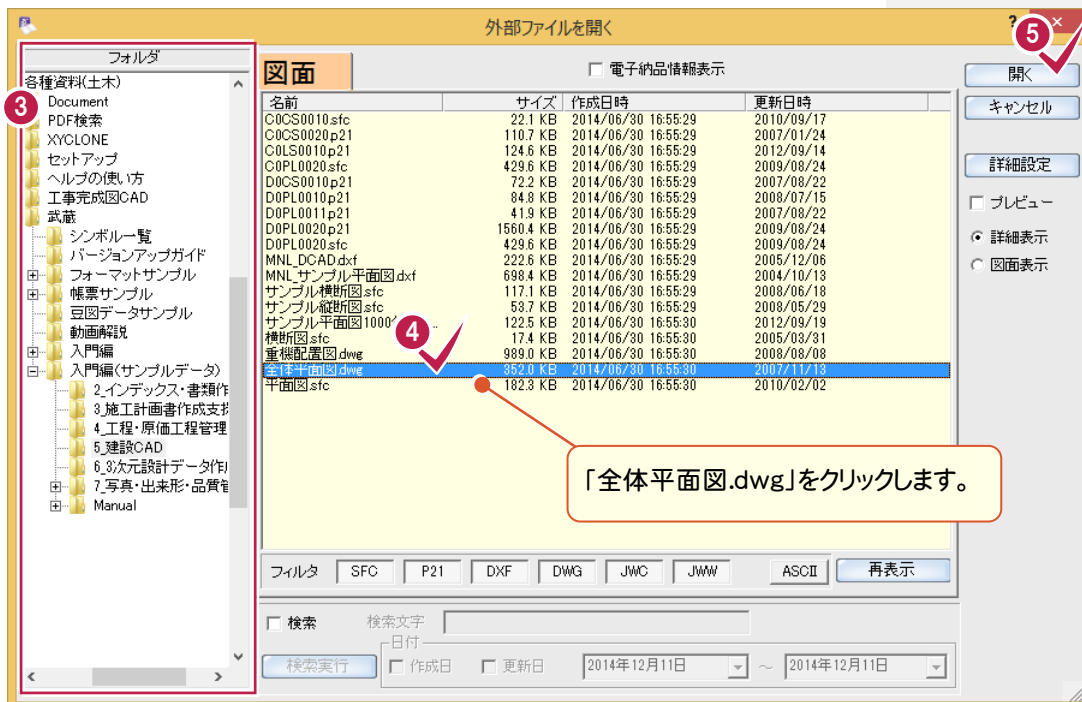 外部ファイルを開く
?
×
5
フォルダ
各種資料(土木)
3
Document
PDF検索
XYCLONE
セットアップ
ヘルプの使い方
工事完成図CAD
武蔵
シンボル一覧
バージョンアップガイド
フォーマットサンプル
帳票サンプル
豆図データサンプル
動画解説
入門編
入門編(サンプルデータ)
2_インデックス・書類作
3_施工計画書作成支技
4_工程・原価工程管理
5_建設CAD
6_3次元設計データ作
7_写真・出来形・品質管
Manual
図面
電子納品情報表示
名前 サイズ 作成日時 更新日時
C0CS0010.sfc 22.1 KB 2014/06/30 16:55:29 2010/09/17
C0CS0020.p21 110.7 KB 2014/06/30 16:55:29 2007/01/24
C0LS0010.p21 124.6 KB 2014/06/30 16:55:29 2012/09/14
C0PL0020.sfc 429.6 KB 2014/06/30 16:55:29 2009/08/24
D0CS0010.p21 72.2 KB 2014/06/30 16:55:29 2007/08/22
D0PL0010.p21 84.8 KB 2014/06/30 16:55:29 2008/07/15
D0PL0011.p21 41.9 KB 2014/06/30 16:55:29 2007/08/22
D0PL0020.p21 1560.4 KB 2014/06/30 16:55:29 2009/08/24
D0PL0020.sfc 429.6 KB 2014/06/30 16:55:29 2009/08/24
MNL_DCAD.dxf 222.6 KB 2014/06/30 16:55:29 2005/12/06
MNL_サンプル平面図.dxf 698.4 KB 2014/06/30 16:55:29 2004/10/13
サンプル横断図.sfc 117.1 KB 2014/06/30 16:55:29 2008/06/18
サンプル縦断図.sfc 53.7 KB 2014/06/30 16:55:29 2008/05/29
サンプル平面図1000 .. 122.5 KB 2014/06/30 16:55:30 2012/09/19
横断図.sfc 17.4 KB 2014/06/30 16:55:30 2005/03/31
重機配置図.dwg 989.0 KB 2014/06/30 16:55:30 2008/08/08
全体平面図.dwg 352.0 KB 2014/06/30 16:55:30 2007/11/13
平面図.sfc 182.3 KB 2014/06/30 16:55:30 2010/02/02
4
「全体平面図.dwg」をクリックします。
フィルタ SFC P21 DXF DWG JWC JWW ASCII 再表示
検索 検索文字
日付
検索実行 作成日 更新日 2014年12月11日 ～ 2014年12月11日
開く
キャンセル
詳細設定
プレビュー
詳細表示
図面表示